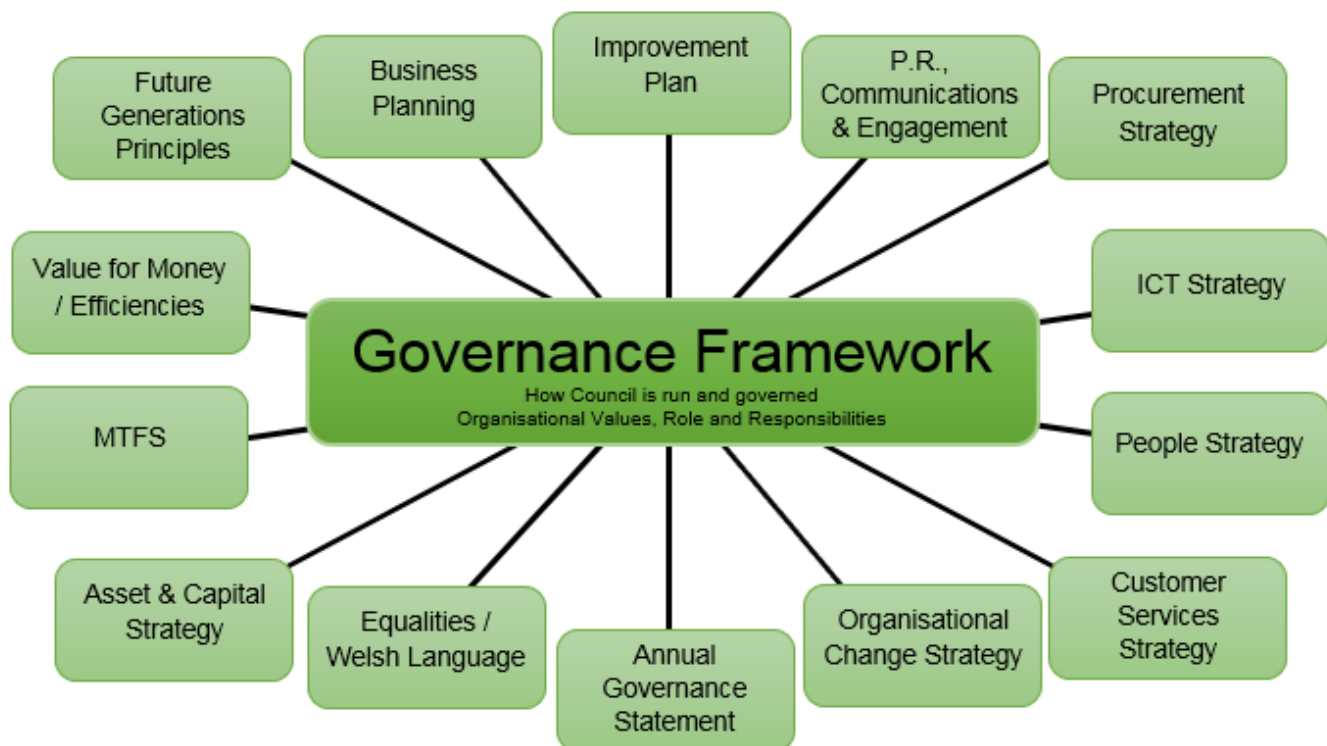 Future
Generations
Principles
Business
Planning
Improvement
Plan
P.R.,
Communications
& Engagement
Procurement
Strategy
Value for Money
/ Efficiencies
ICT Strategy
Governance Framework
How Council is run and governed
Organisational Values, Role and Responsibilities
MTFS
People Strategy
Asset & Capital
Strategy
Equalities /
Welsh Language
Annual
Governance
Statement
Organisational
Change Strategy
Customer
Services
Strategy